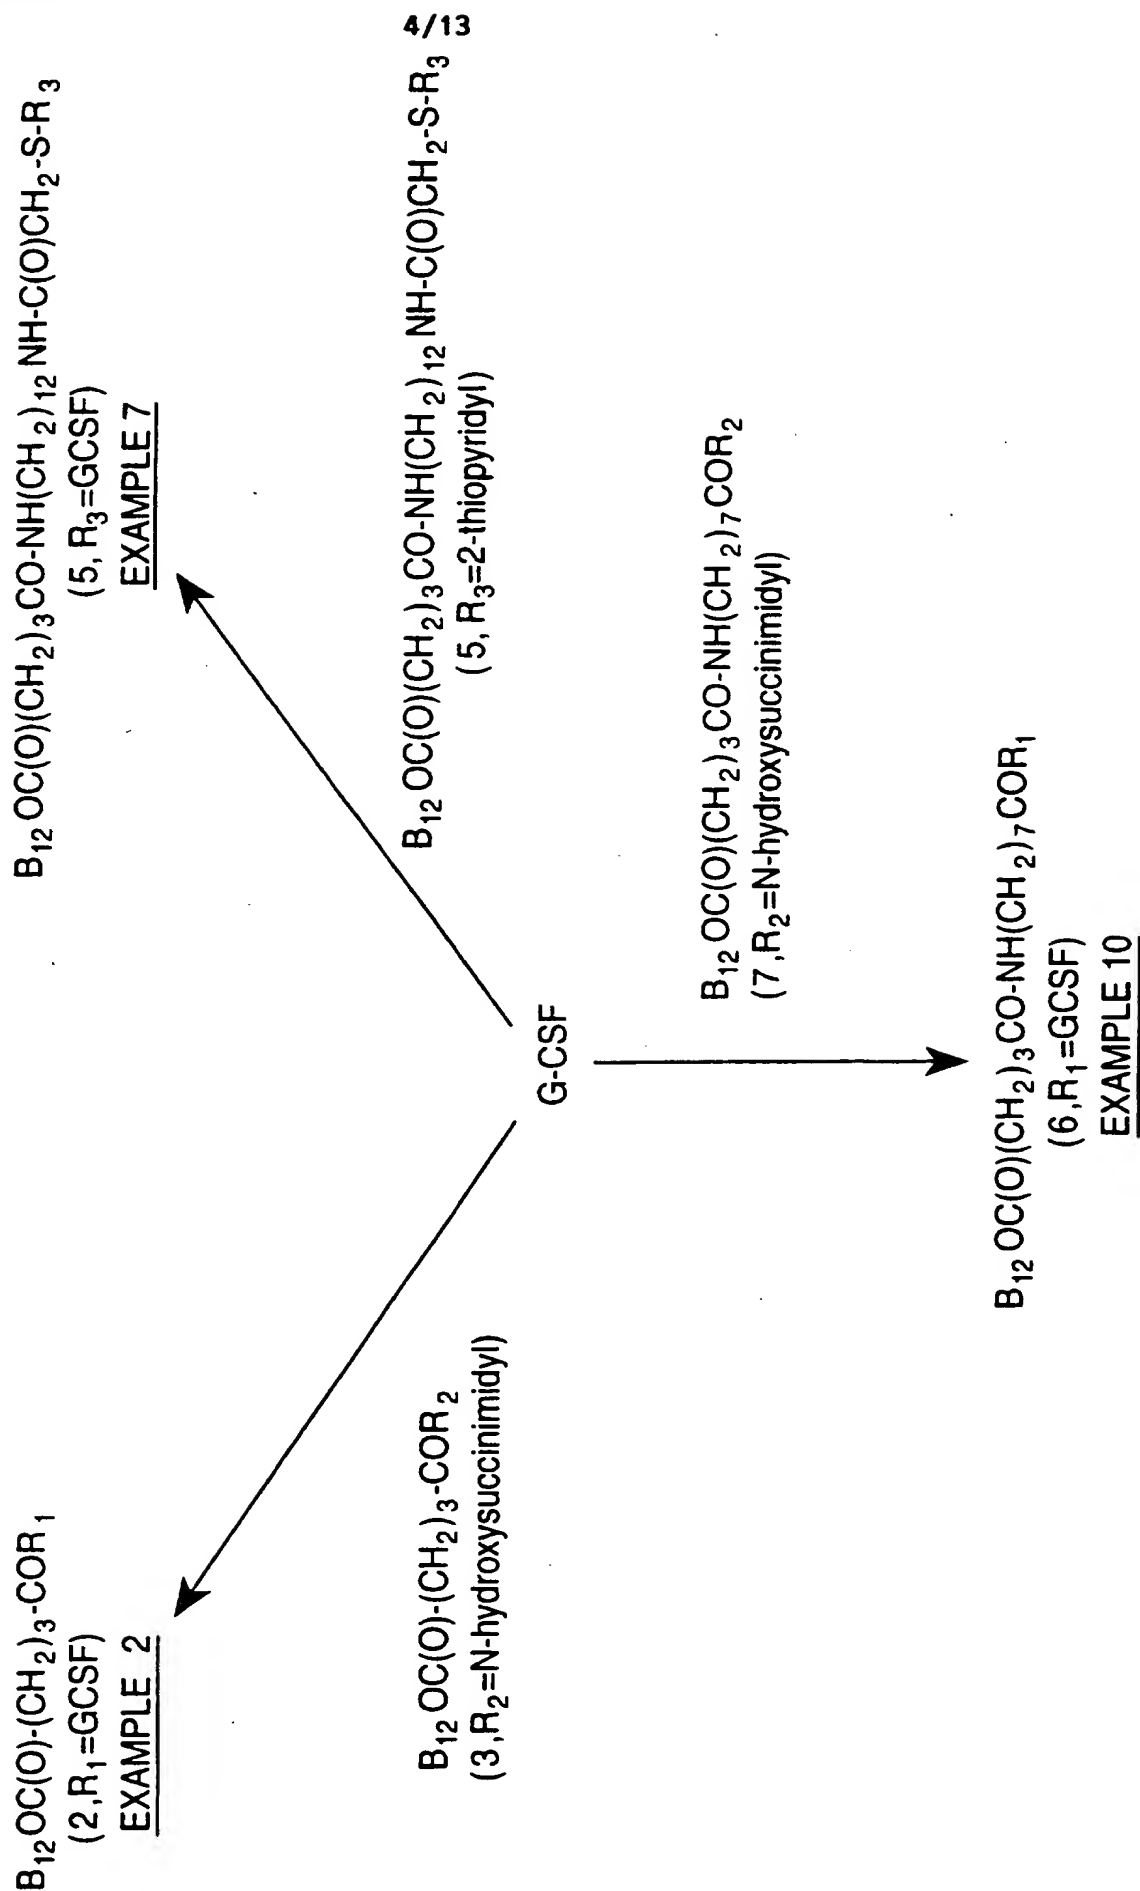 4/13
B12OC(O)-(CH2)3-COR1
(2,R1=GCSF)
EXAMPLE 2
B12OC(O)(CH2)3CO-NH(CH2)12NH-C(O)CH2-S-R3
(5, R3=GCSF)
EXAMPLE 7
B12OC(O)-(CH2)3-COR2
(3,R2=N-hydroxysuccinimidyl)
B12OC(O)(CH2)3CO-NH(CH2)12NH-C(O)CH2-S-R3
(5, R3=2-thiopyridyl)
G-CSF
B12OC(O)(CH2)3CO-NH(CH2)7COR2
(7,R2=N-hydroxysuccinimidyl)
B12OC(O)(CH2)3CO-NH(CH2)7COR1
(6,R1=GCSF)
EXAMPLE 10